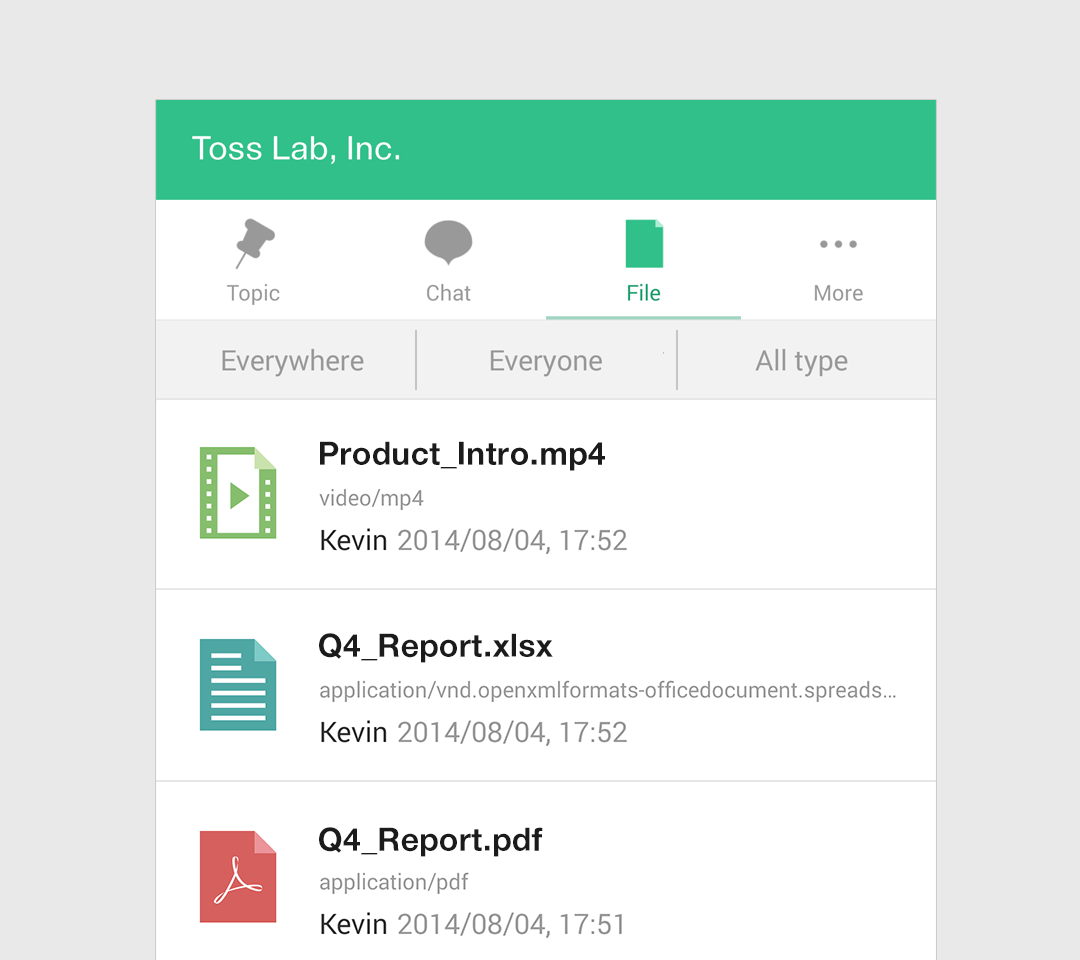 Toss Lab, Inc.
Topic Chat File More
Everywhere Everyone All type
Product_Intro.mp4
video/mp4
Kevin 2014/08/04, 17:52
Q4_Report.xlsx
application/vnd.openxmlformats-officedocument.spreads...
Kevin 2014/08/04, 17:52
Q4_Report.pdf
application/pdf
Kevin 2014/08/04, 17:51